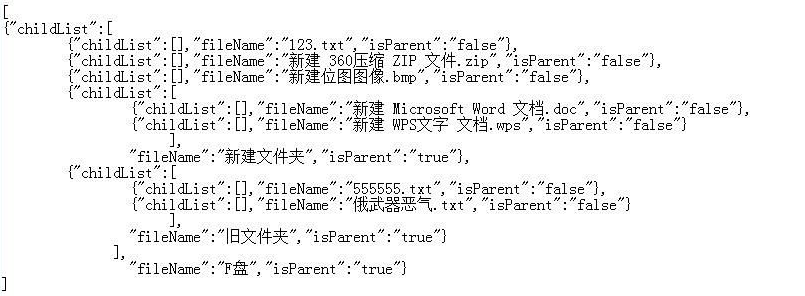 [
{"childList":[
{"childList":[],"fileName":"123.txt","isParent":"false"},
{"childList":[],"fileName":"新建 360压缩 ZIP 文件.zip","isParent":"false"},
{"childList":[],"fileName":"新建位图图像.bmp","isParent":"false"},
{"childList":[
{"childList":[],"fileName":"新建 Microsoft Word 文档.doc","isParent":"false"},
{"childList":[],"fileName":"新建 WPS文字 文档.wps","isParent":"false"}
],
"fileName":"新建文件夹","isParent":"true"},
{"childList":[
{"childList":[],"fileName":"555555.txt","isParent":"false"},
{"childList":[],"fileName":"俄武器恶气.txt","isParent":"false"}
],
"fileName":"旧文件夹","isParent":"true"}
],
"fileName":"F盘","isParent":"true"}
]